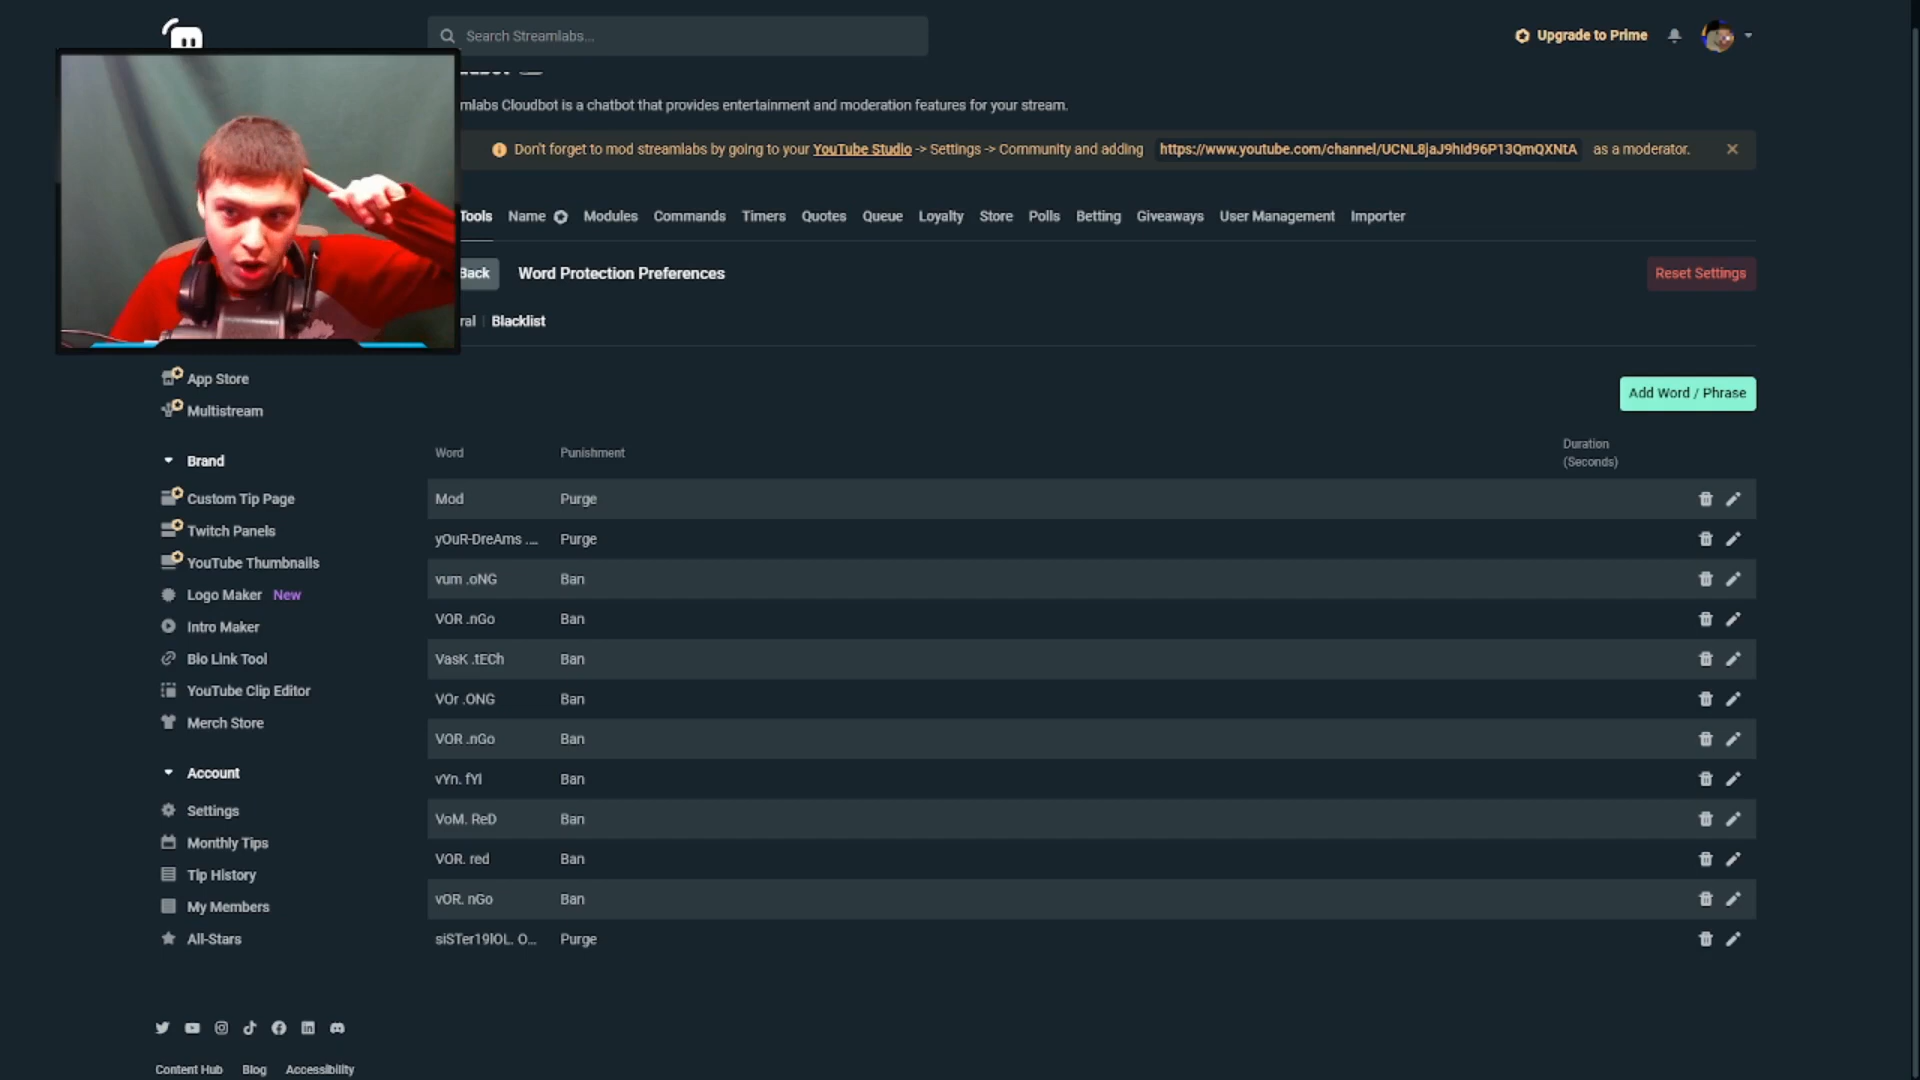 Search Streamlabs...
Upgrade to Prime
mlabs Cloudbot is a chatbot that provides entertainment and moderation features for your stream.
Don't forget to mod streamlabs by going to your YouTube Studio -> Settings -> Community and adding https://www.youtube.com/channel/UCNL8jaJ9hId96P13QmQXNtA as a moderator.
Tools Name Modules Commands Timers Quotes Queue Loyalty Store Polls Betting Giveaways User Management Importer
Back Word Protection Preferences Reset Settings
ral Blacklist
App Store
Multistream
Brand
Custom Tip Page
Twitch Panels
YouTube Thumbnails
Logo Maker New
Intro Maker
Bio Link Tool
YouTube Clip Editor
Merch Store
Account
Settings
Monthly Tips
Tip History
My Members
All-Stars
Add Word / Phrase
Word Punishment Duration
(Seconds)
Mod Purge
yOuR-DreAms .... Purge
vum .oNG Ban
VOR .nGo Ban
VasK .tECh Ban
VOr .ONG Ban
VOR .nGo Ban
vYn. fYI Ban
VoM. ReD Ban
VOR. red Ban
vOR. nGo Ban
siSTer19lOL. O... Purge
Content Hub Blog Accessibility